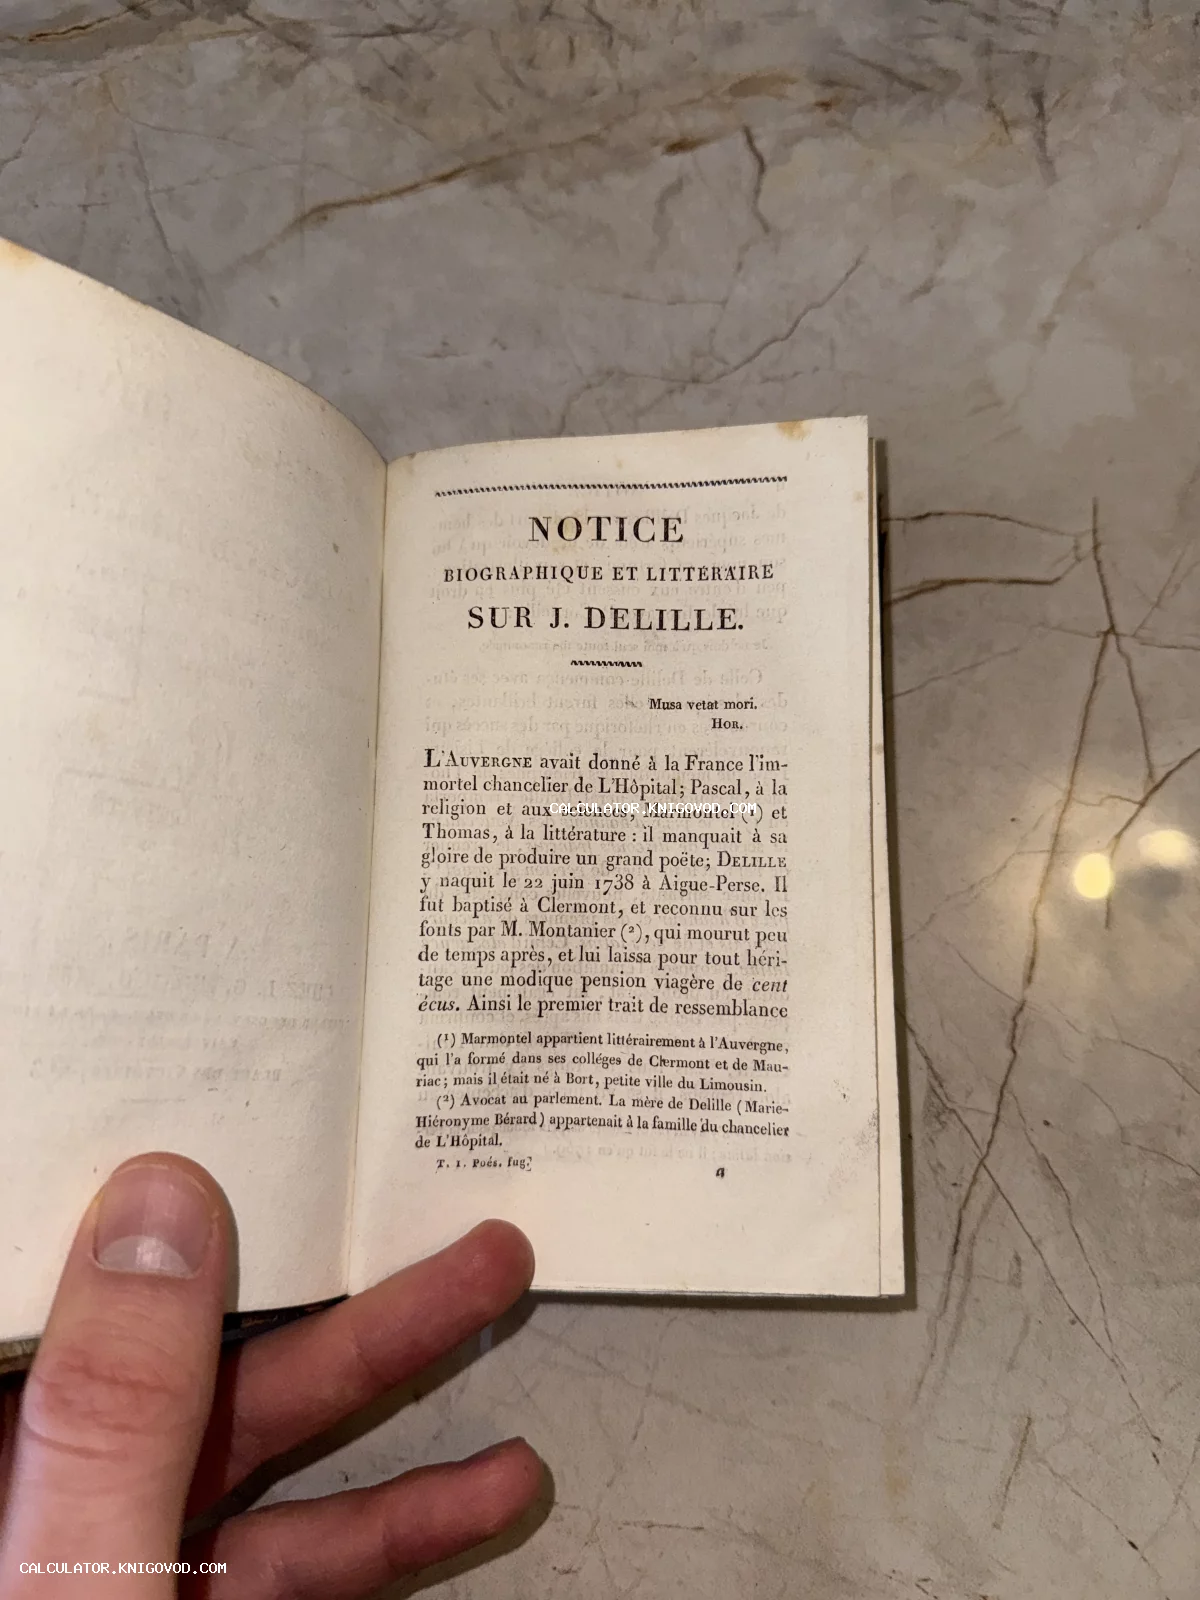 NOTICE
BIOGRAPHIQUE ET LITTÉRAIRE
SUR J. DELILLE.
Musa vetat mori.
HOR.
L'AUVERGNE avait donné à la France l'im-
mortel chancelier de L'Hôpital; Pascal, à la
religion et aux sciences; Marmontel (1) et
Thomas, à la littérature : il manquait à sa
gloire de produire un grand poëte; DELILLE
y naquit le 22 juin 1738 à Aigue-Perse. Il
fut baptisé à Clermont, et reconnu sur les
fonts par M. Montanier (2), qui mourut peu
de temps après, et lui laissa pour tout héri-
tage une modique pension viagère de cent
écus. Ainsi le premier trait de ressemblance
(1) Marmontel appartient littérairement à l'Auvergne,
qui l'a formé dans ses colléges de Clermont et de Mau-
riac; mais il était né à Bort, petite ville du Limousin.
(2) Avocat au parlement. La mère de Delille (Marie-
Hiéronyme Bérard) appartenait à la famille du chancelier
de L'Hôpital.
T. 1. Poés. fug.
a
CALCULATOR.KNIGOVOD.COM
CALCULATOR.KNIGOVOD.COM